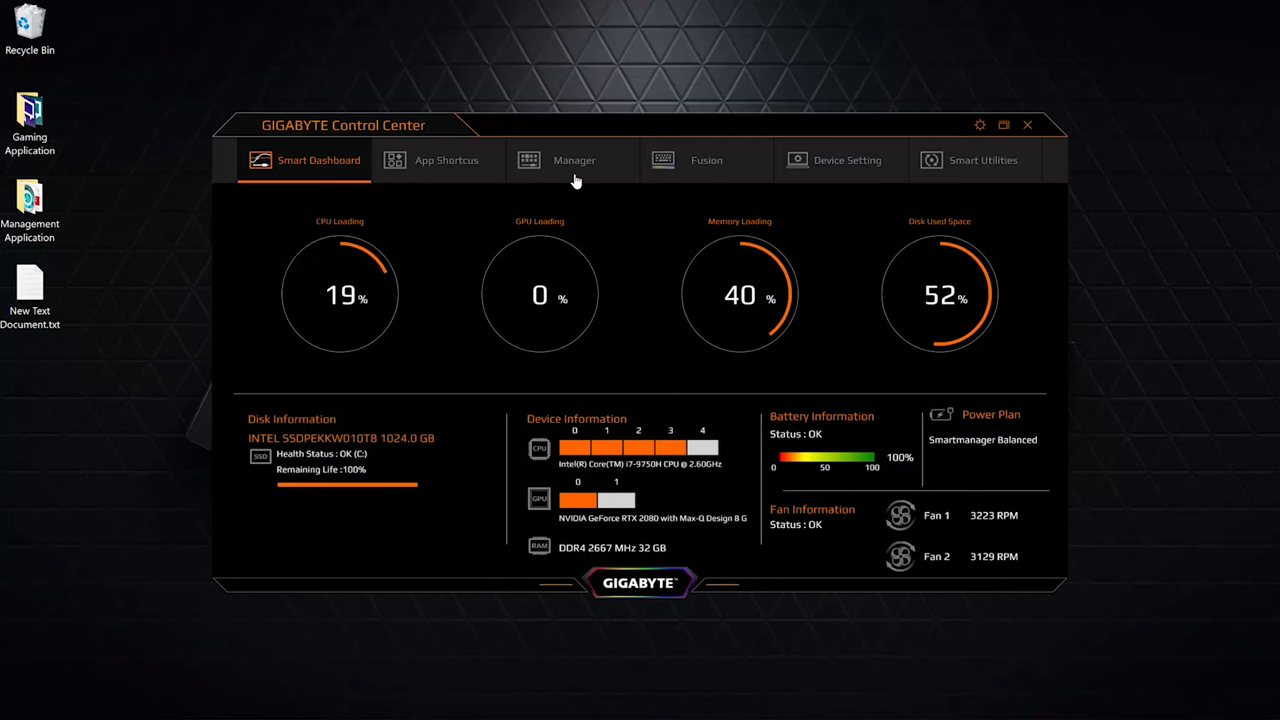 Recycle Bin
Gaming
Application
Management
Application
New Text
Document.txt
GIGABYTE Control Center
Smart Dashboard
App Shortcus
Manager
Fusion
Device Setting
Smart Utilities
CPU Loading
GPU Loading
Memory Loading
Disk Used Space
19%
0 %
40 %
52%
Disk Information
INTEL SSDPEKKW010T8 1024.0 GB
SSD
Health Status : OK (C:)
Remaining Life :100%
Device Information
0 1 2 3 4
CPU
Intel(R) Core(TM) i7-9750H CPU @ 2.60GHz
0 1
GPU
NVIDIA GeForce RTX 2080 with Max-Q Design 8 G
RAM
DDR4 2667 MHz 32 GB
Battery Information
Status : OK
100%
0 50 100
Power Plan
Smartmanager Balanced
Fan Information
Status : OK
Fan 1 3223 RPM
Fan 2 3129 RPM
GIGABYTE™